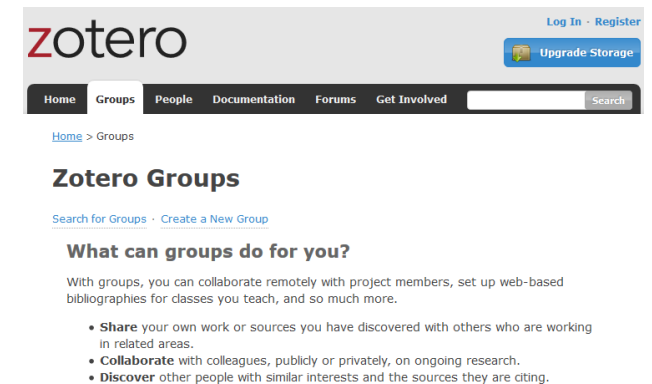 zotero
Log In · Register
Upgrade Storage
Home Groups People Documentation Forums Get Involved Search
Home > Groups
Zotero Groups
Search for Groups · Create a New Group
What can groups do for you?
With groups, you can collaborate remotely with project members, set up web-based
bibliographies for classes you teach, and so much more.
• Share your own work or sources you have discovered with others who are working
in related areas.
• Collaborate with colleagues, publicly or privately, on ongoing research.
• Discover other people with similar interests and the sources they are citing.